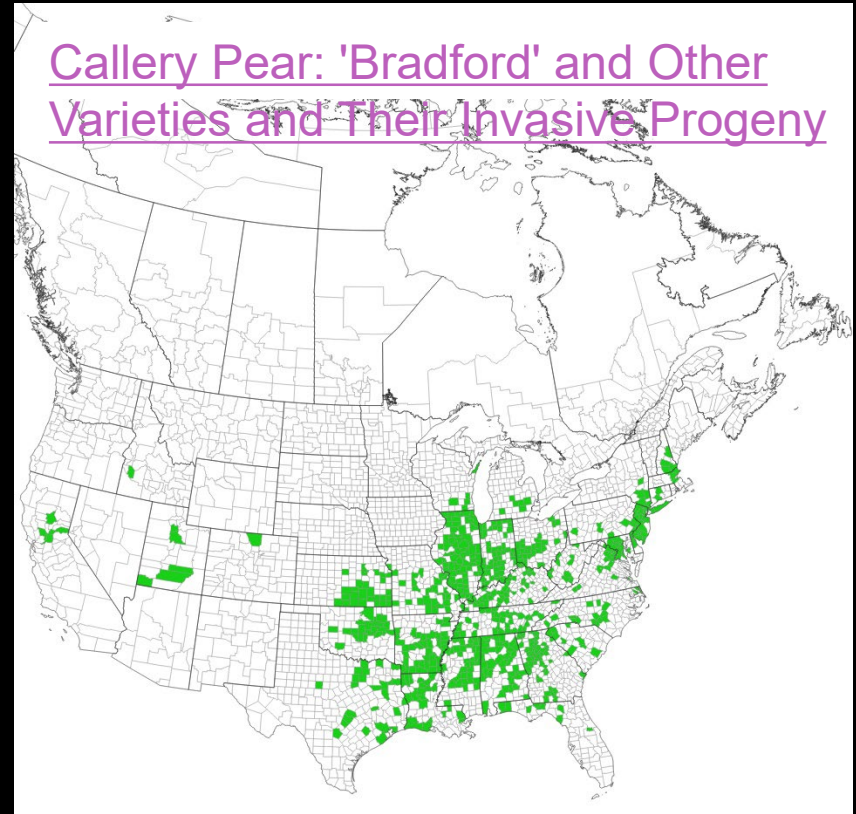 Callery Pear: 'Bradford' and Other
Varieties and Their Invasive Progeny